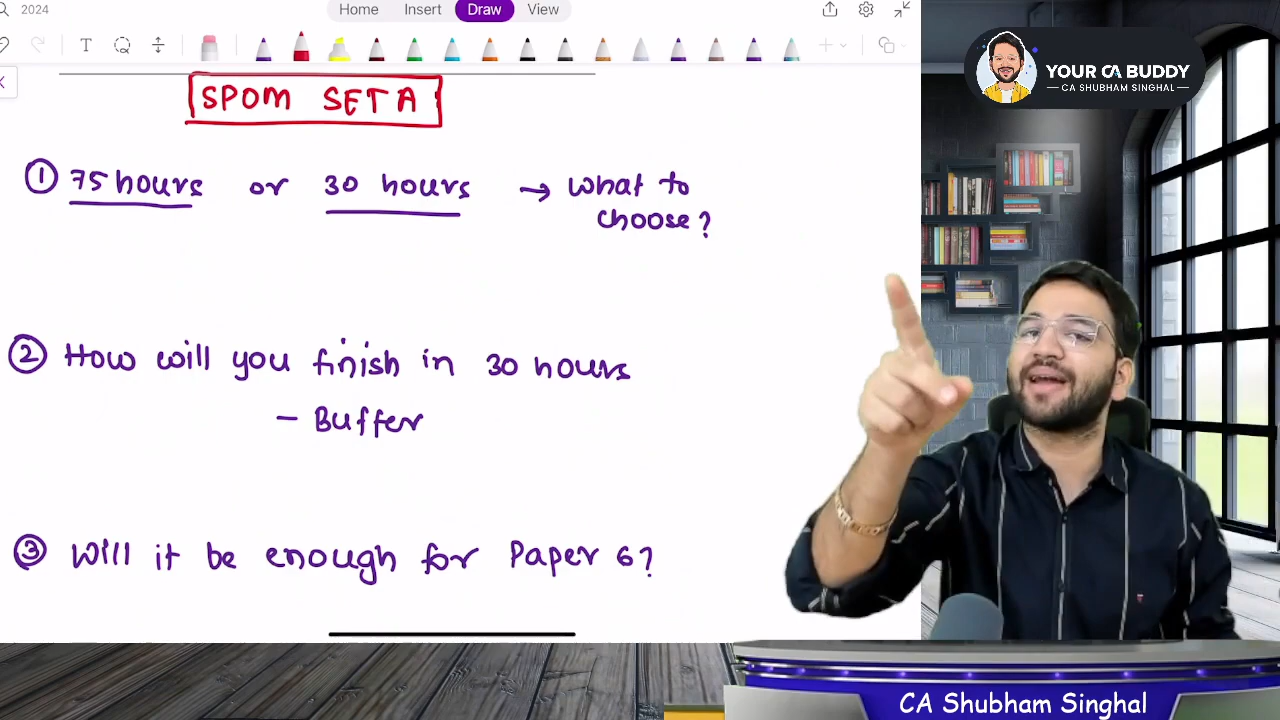 2024
Home Insert Draw View
T
YOUR CA BUDDY
— CA SHUBHAM SINGHAL —
SPOM SET A
① 75 hours or 30 hours → What to
choose?
② How will you finish in 30 hours
- Buffer
③ Will it be enough for Paper 6?
CA Shubham Singhal